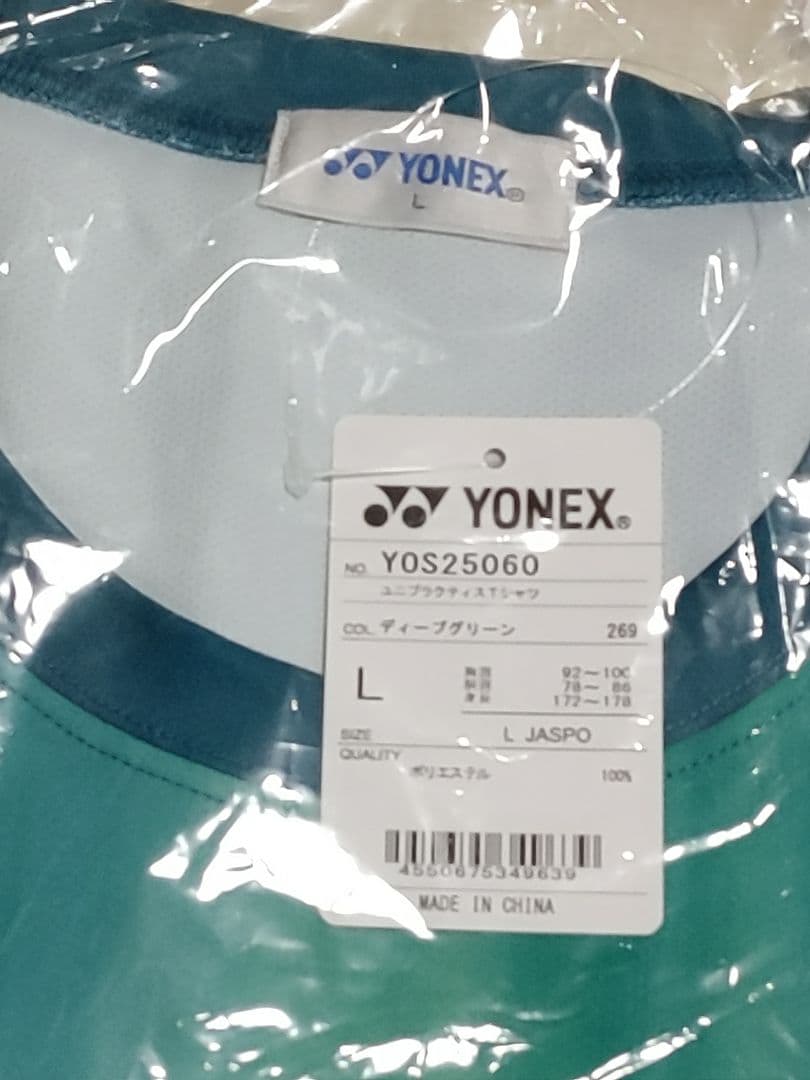 YONEX®
L
YONEX®
NO. YOS25060
ユニプラクティスTシャツ
COL. ディープグリーン 269
L
胸囲 92～100
胴囲 78～ 86
身長 172～178
SIZE L JASPO
QUALITY
ポリエステル 100%
4550675349639
MADE IN CHINA